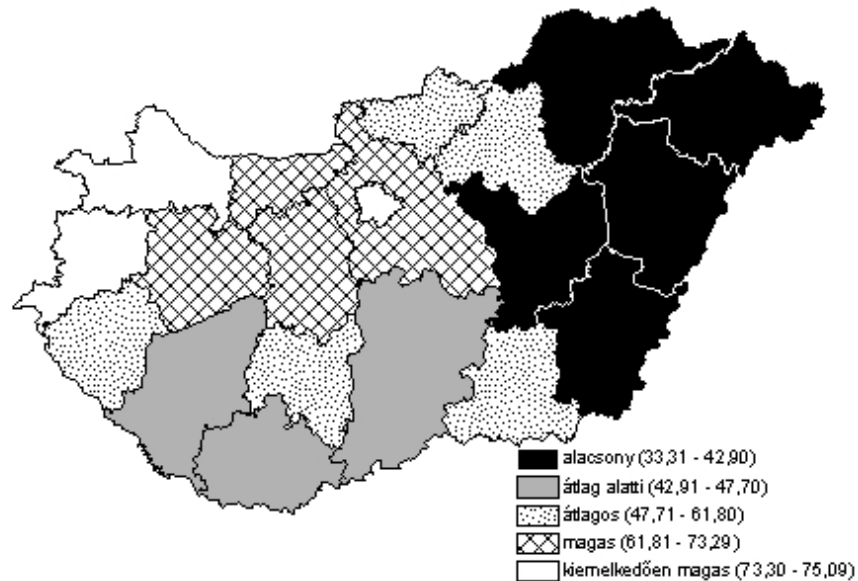 alacsony (33,31 - 42,90)
átlag alatti (42,91 - 47,70)
átlagos (47,71 - 61,80)
magas (61,81 - 73,29)
kiemelkedően magas (73,30 - 75,09)